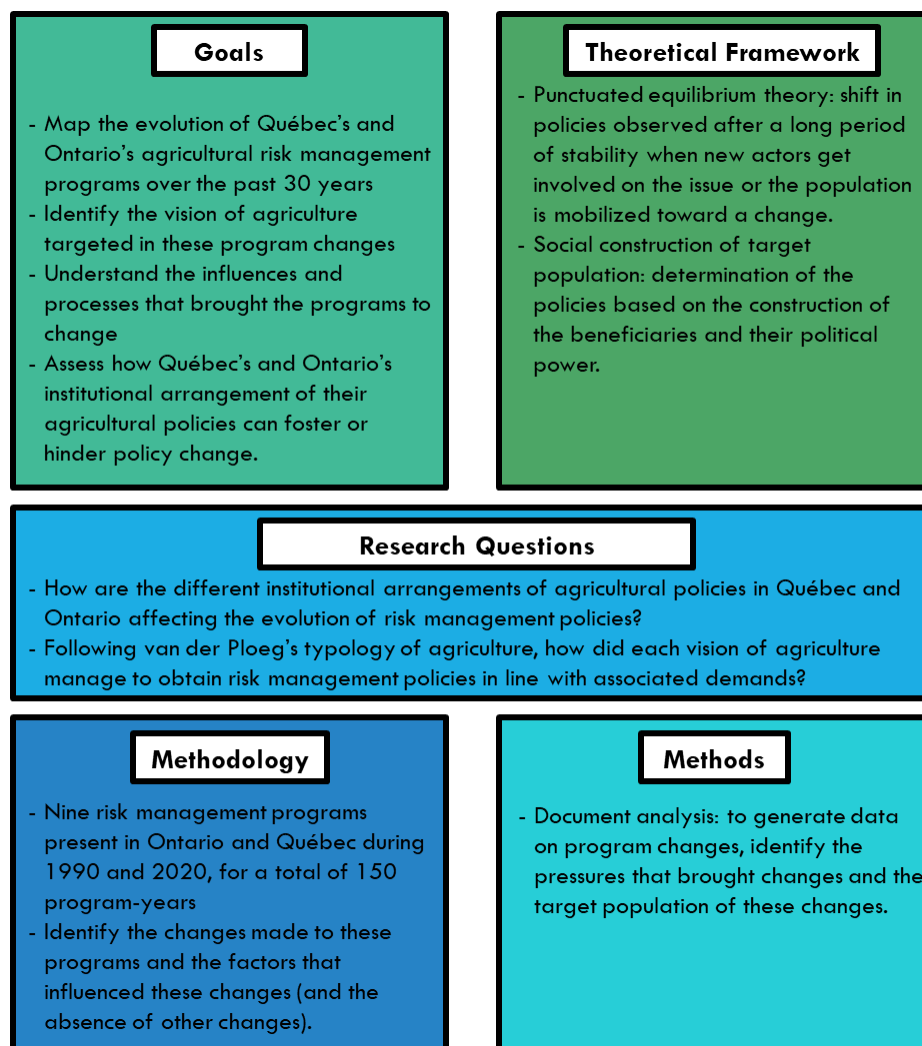 Goals
- Map the evolution of Québec's and
Ontario's agricultural risk management
programs over the past 30 years
- Identify the vision of agriculture
targeted in these program changes
- Understand the influences and
processes that brought the programs to
change
- Assess how Québec's and Ontario's
institutional arrangement of their
agricultural policies can foster or
hinder policy change.
Theoretical Framework
- Punctuated equilibrium theory: shift in
policies observed after a long period
of stability when new actors get
involved on the issue or the population
is mobilized toward a change.
- Social construction of target
population: determination of the
policies based on the construction of
the beneficiaries and their political
power.
Research Questions
- How are the different institutional arrangements of agricultural policies in Québec and
Ontario affecting the evolution of risk management policies?
- Following van der Ploeg's typology of agriculture, how did each vision of agriculture
manage to obtain risk management policies in line with associated demands?
Methodology
- Nine risk management programs
present in Ontario and Québec during
1990 and 2020, for a total of 150
program-years
- Identify the changes made to these
programs and the factors that
influenced these changes (and the
absence of other changes).
Methods
- Document analysis: to generate data
on program changes, identify the
pressures that brought changes and the
target population of these changes.